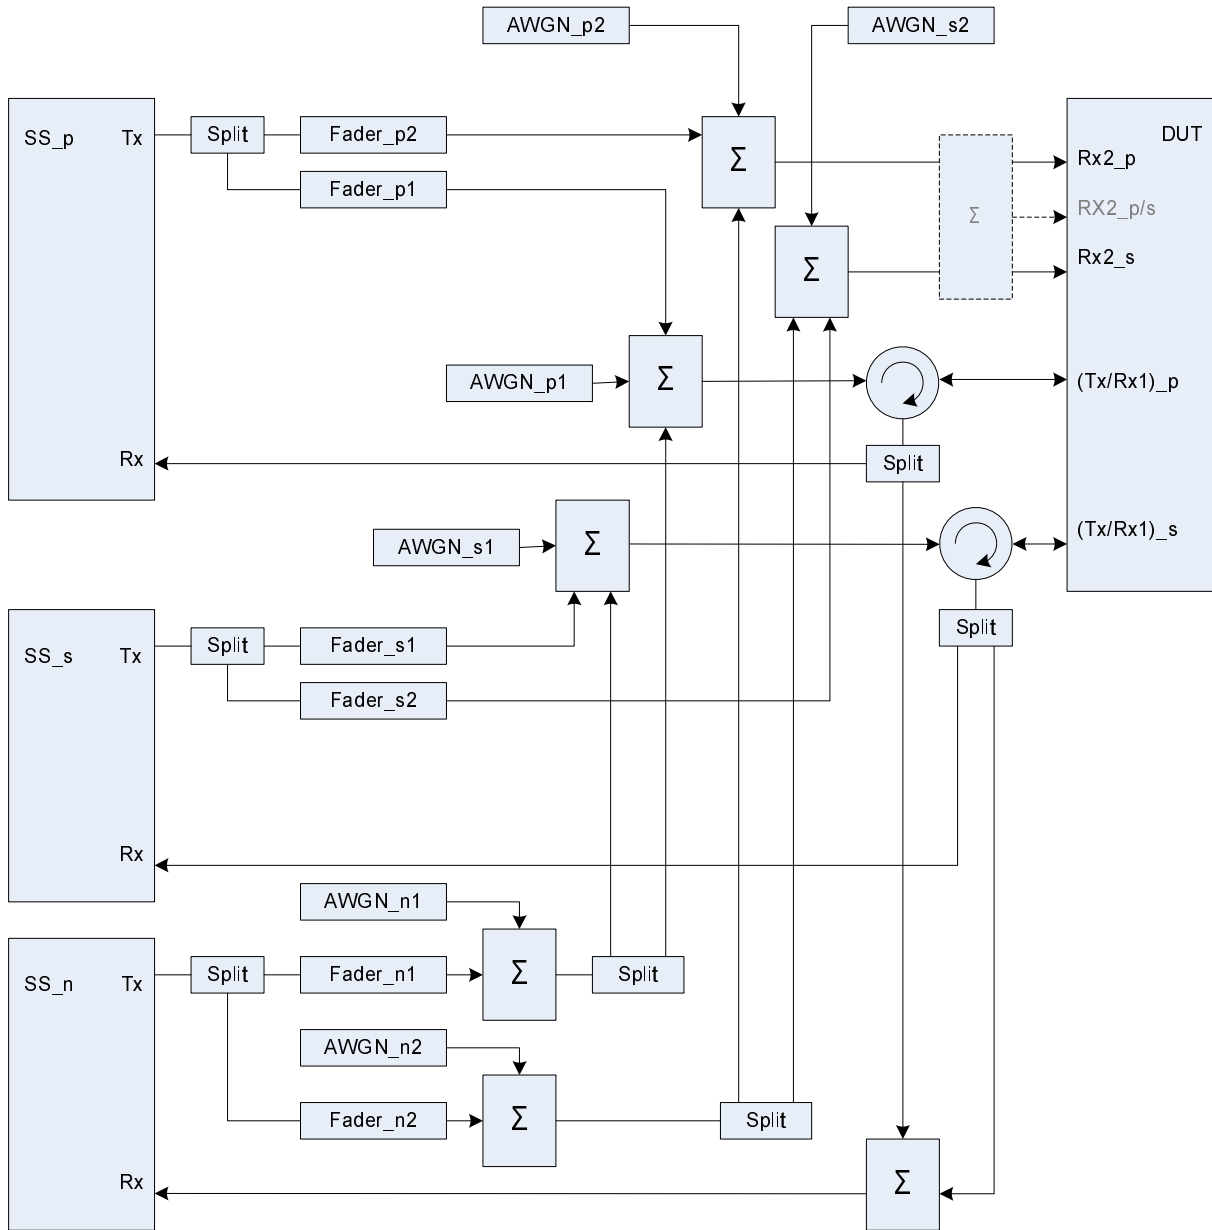 AWGN_p2
AWGN_s2
SS_p
Tx
Split
Fader_p2
Σ
DUT
Rx2_p
Fader_p1
Σ
RX2_p/s
Σ
Rx2_s
AWGN_p1
Σ
(Tx/Rx1)_p
Rx
Split
AWGN_s1
Σ
(Tx/Rx1)_s
SS_s
Tx
Split
Fader_s1
Split
Fader_s2
Rx
AWGN_n1
SS_n
Tx
Split
Fader_n1
Σ
Split
AWGN_n2
Fader_n2
Σ
Split
Rx
Σ